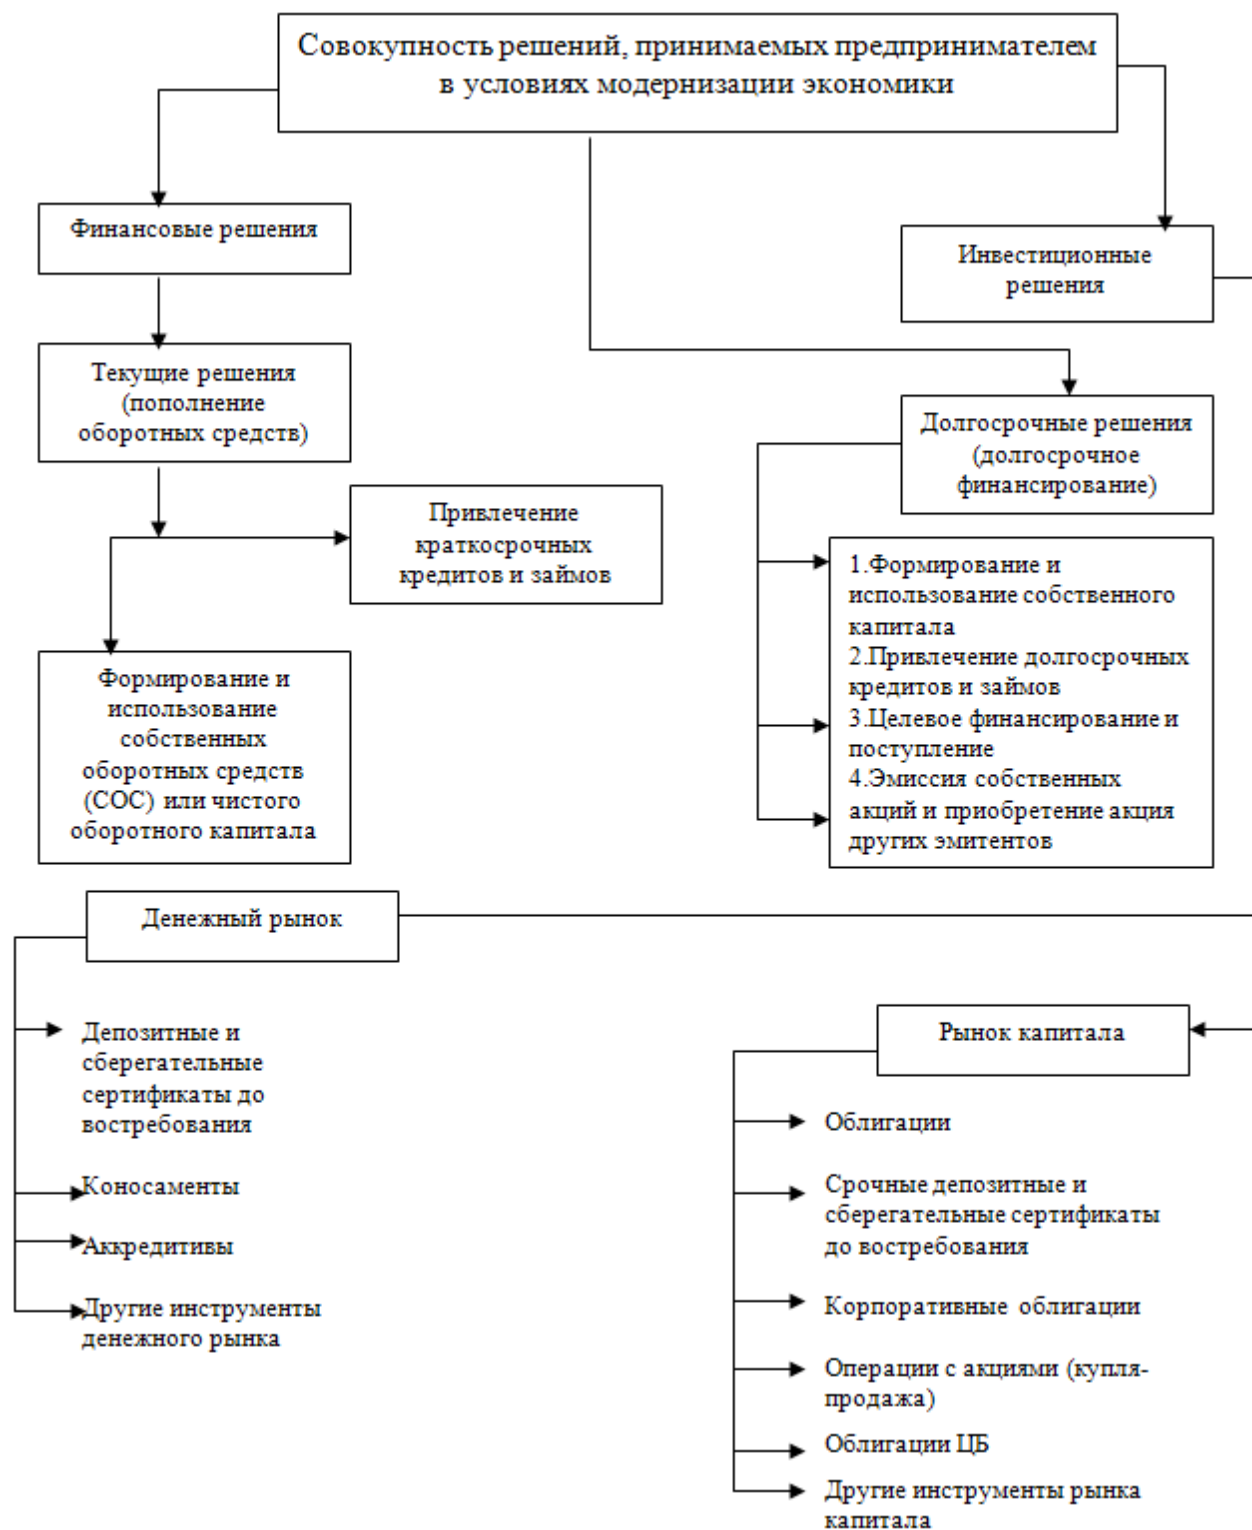 Совокупность решений, принимаемых предпринимателем
в условиях модернизации экономики
Финансовые решения
Инвестиционные
решения
Текущие решения
(пополнение
оборотных средств)
Долгосрочные решения
(долгосрочное
финансирование)
Привлечение
краткосрочных
кредитов и займов
Формирование и
использование
собственных
оборотных средств
(СОС) или чистого
оборотного капитала
1.Формирование и
использование собственного
капитала
2.Привлечение долгосрочных
кредитов и займов
3.Целевое финансирование и
поступление
4.Эмиссия собственных
акций и приобретение акция
других эмитентов
Денежный рынок
Депозитные и
сберегательные
сертификаты до
востребования
Коносаменты
Аккредитивы
Другие инструменты
денежного рынка
Рынок капитала
Облигации
Срочные депозитные и
сберегательные сертификаты
до востребования
Корпоративные облигации
Операции с акциями (купля-
продажа)
Облигации ЦБ
Другие инструменты рынка
капитала